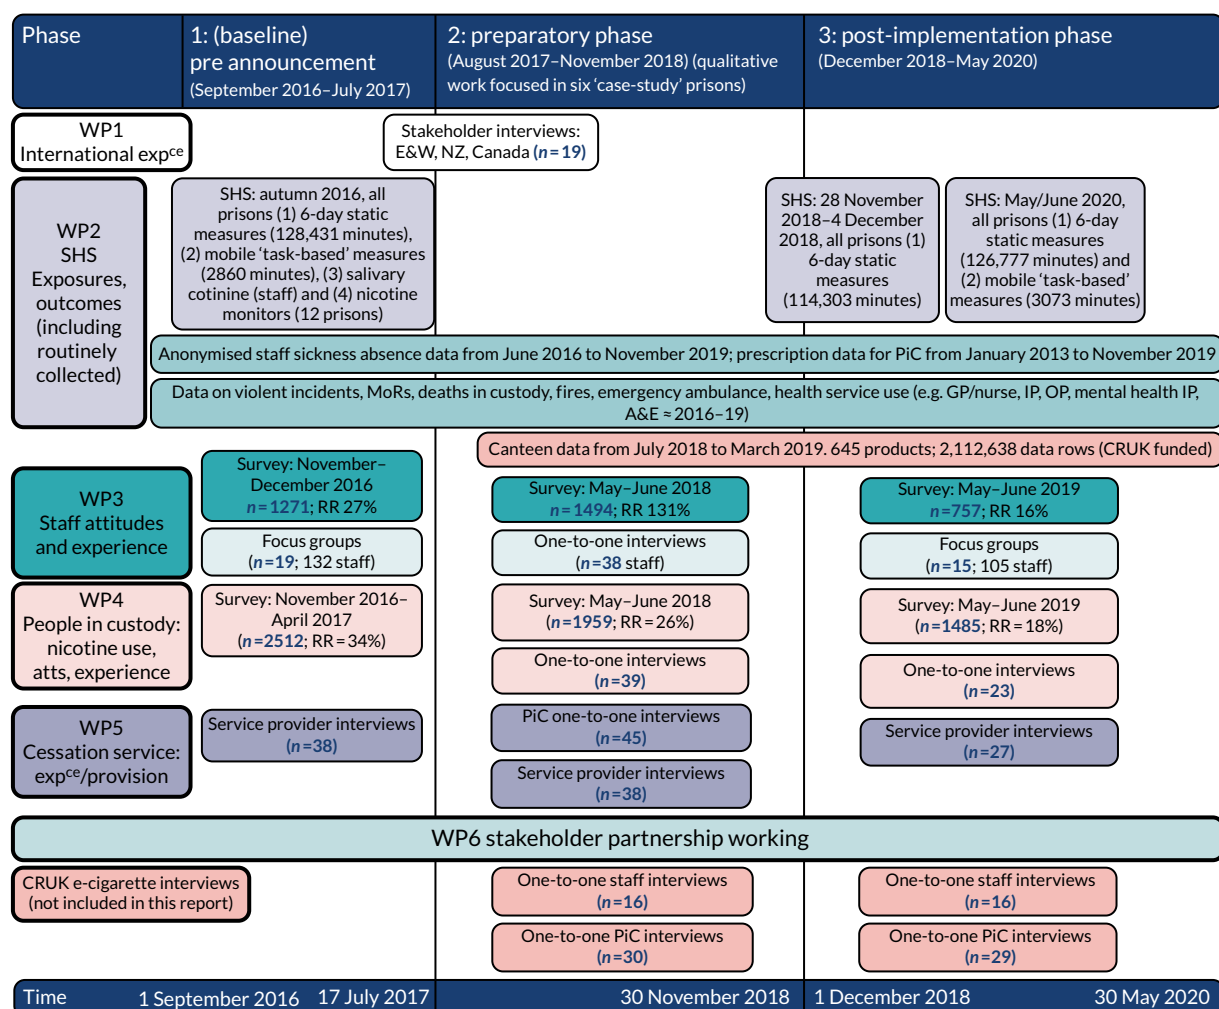 Phase
1: (baseline)
pre announcement
(September 2016–July 2017)
2: preparatory phase
(August 2017–November 2018) (qualitative
work focused in six ‘case-study’ prisons)
3: post-implementation phase
(December 2018–May 2020)
WP1
International expce
Stakeholder interviews:
E&W, NZ, Canada (n=19)
WP2
SHS
Exposures,
outcomes
(including
routinely
collected)
SHS: autumn 2016, all
prisons (1) 6-day static
measures (128,431 minutes),
(2) mobile ‘task-based’ measures
(2860 minutes), (3) salivary
cotinine (staff) and (4) nicotine
monitors (12 prisons)
SHS: 28 November
2018–4 December
2018, all prisons (1)
6-day static
measures
(114,303 minutes)
SHS: May/June 2020,
all prisons (1) 6-day
static measures
(126,777 minutes) and
(2) mobile ‘task-based’
measures (3073 minutes)
Anonymised staff sickness absence data from June 2016 to November 2019; prescription data for PiC from January 2013 to November 2019
Data on violent incidents, MoRs, deaths in custody, fires, emergency ambulance, health service use (e.g. GP/nurse, IP, OP, mental health IP,
A&E ≈ 2016–19)
Canteen data from July 2018 to March 2019. 645 products; 2,112,638 data rows (CRUK funded)
WP3
Staff attitudes
and experience
Survey: November–
December 2016
n=1271; RR 27%
Survey: May–June 2018
n=1494; RR 131%
Survey: May–June 2019
n=757; RR 16%
Focus groups
(n=19; 132 staff)
One-to-one interviews
(n=38 staff)
Focus groups
(n=15; 105 staff)
WP4
People in custody:
nicotine use,
atts, experience
Survey: November 2016–
April 2017
(n=2512; RR=34%)
Survey: May–June 2018
(n=1959; RR=26%)
Survey: May–June 2019
(n=1485; RR=18%)
One-to-one interviews
(n=39)
One-to-one interviews
(n=23)
WP5
Cessation service:
expce/provision
Service provider interviews
(n=38)
PiC one-to-one interviews
(n=45)
Service provider interviews
(n=27)
Service provider interviews
(n=38)
WP6 stakeholder partnership working
CRUK e-cigarette interviews
(not included in this report)
One-to-one staff interviews
(n=16)
One-to-one staff interviews
(n=16)
One-to-one PiC interviews
(n=30)
One-to-one PiC interviews
(n=29)
Time
1 September 2016
17 July 2017
30 November 2018
1 December 2018
30 May 2020